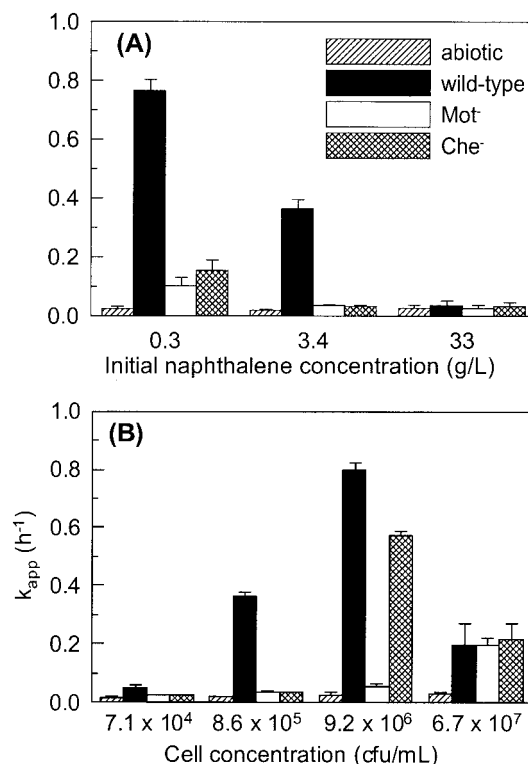 (A)
abiotic
wild-type
Mot-
Che-
1.0
0.8
0.6
0.4
0.2
0.0
0.3 3.4 33
Initial naphthalene concentration (g/L)
(B)
1.0
0.8
0.6
0.4
0.2
0.0
k_app (h⁻¹)
7.1 x 10⁴ 8.6 x 10⁵ 9.2 x 10⁶ 6.7 x 10⁷
Cell concentration (cfu/mL)